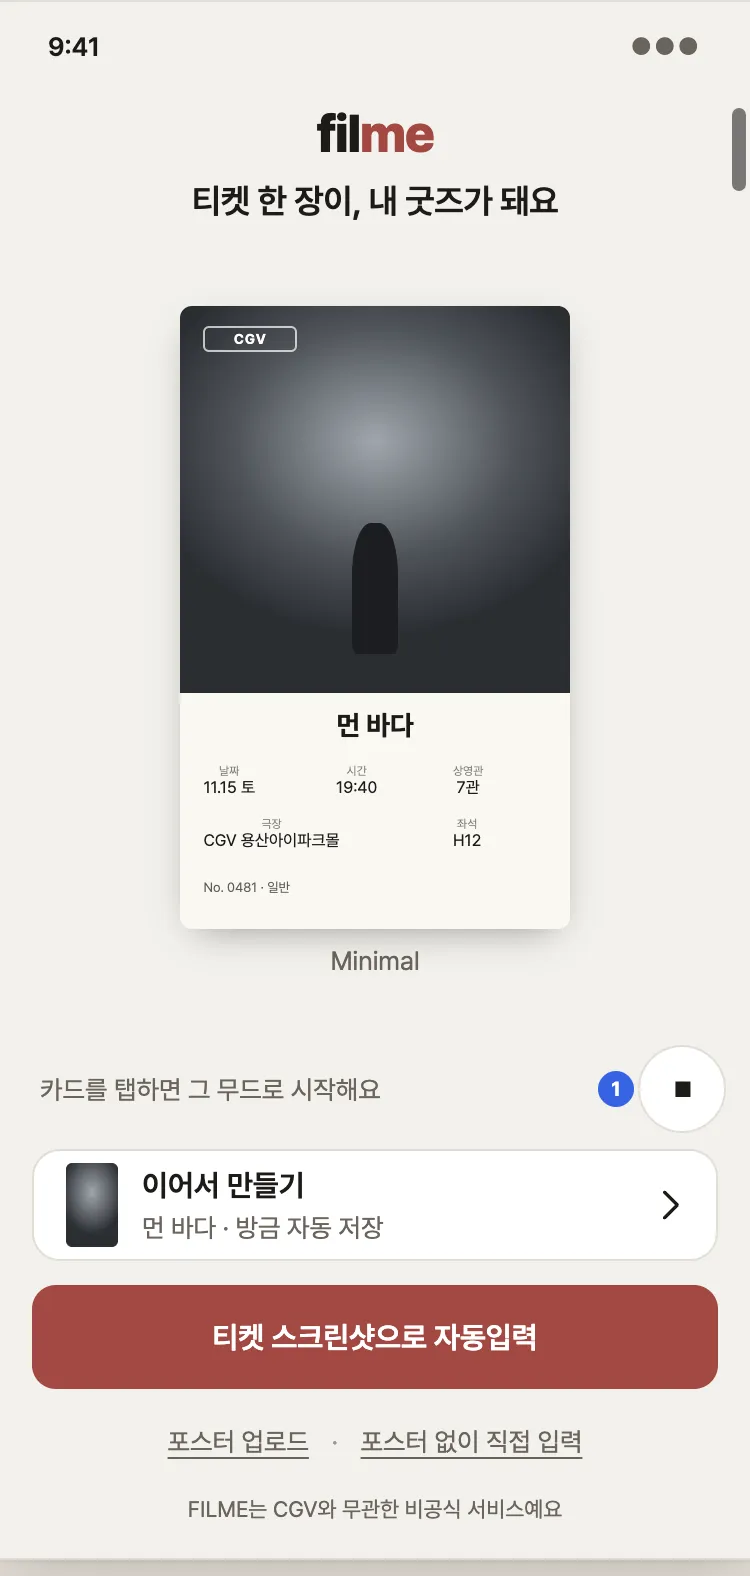 9:41
filme
티켓 한 장이, 내 굿즈가 돼요
CGV
먼 바다
날짜 시간 상영관
11.15 토 19:40 7관
극장 좌석
CGV 용산아이파크몰 H12
No. 0481 · 일반
Minimal
카드를 탭하면 그 무드로 시작해요
1
이어서 만들기
먼 바다 · 방금 자동 저장
티켓 스크린샷으로 자동입력
포스터 업로드 · 포스터 없이 직접 입력
FILME는 CGV와 무관한 비공식 서비스예요